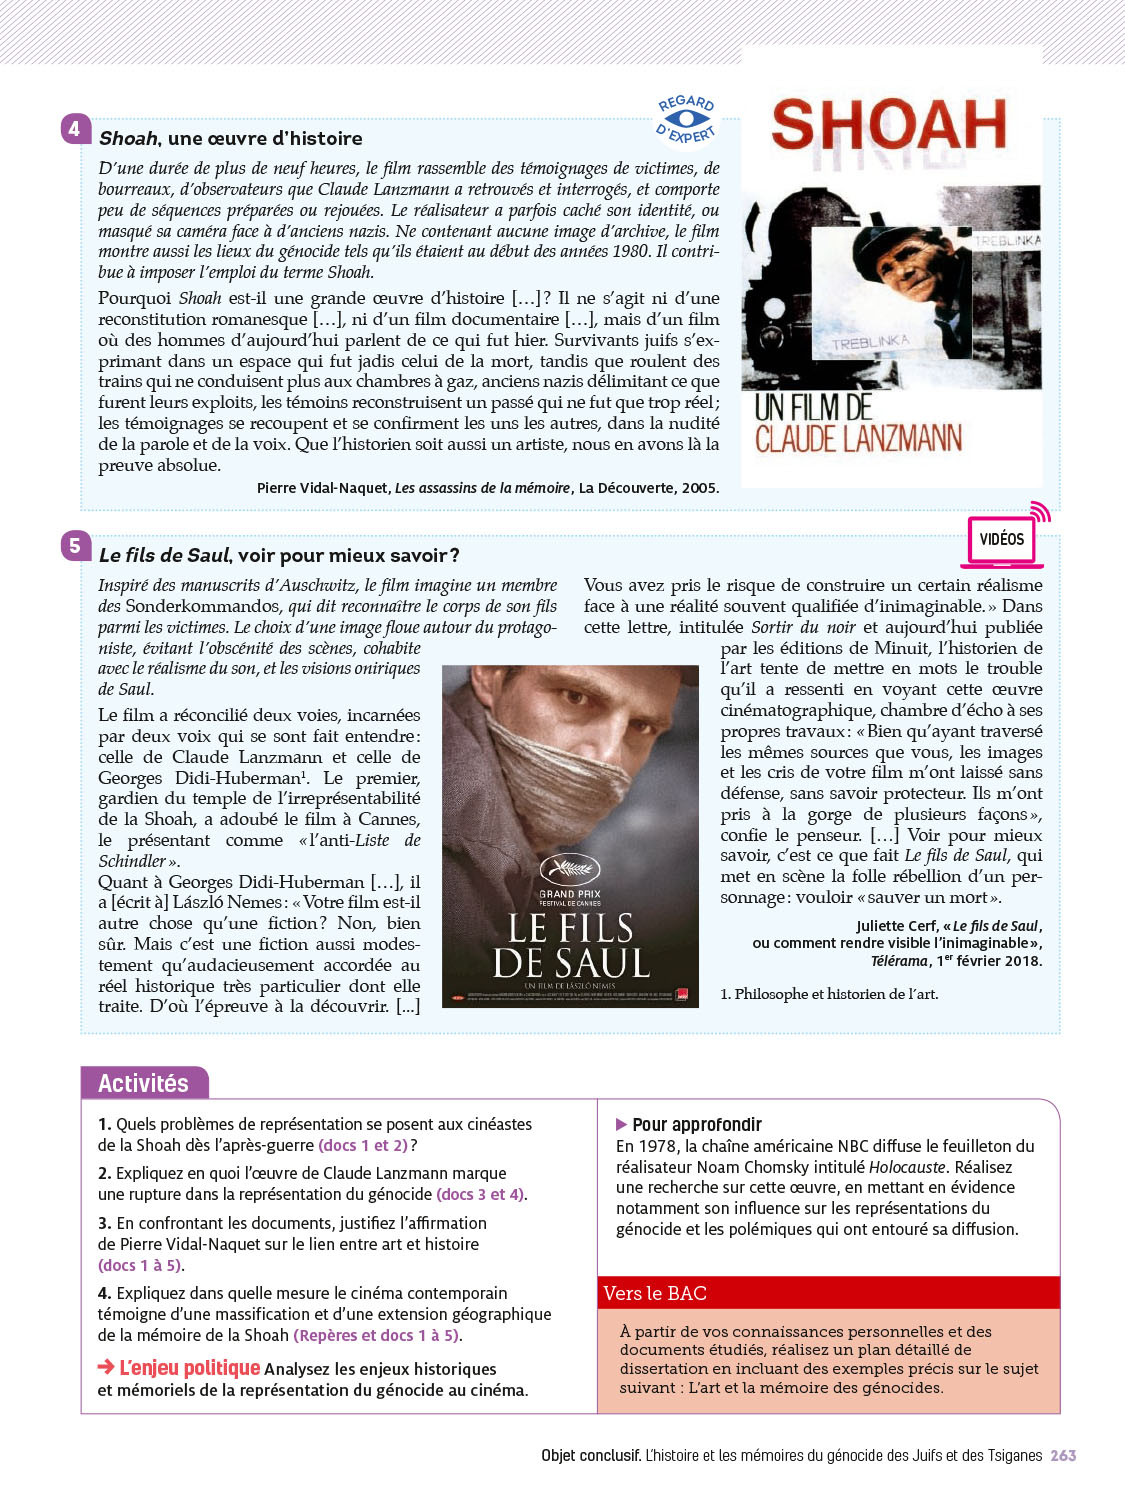 4
Shoah, une œuvre d'histoire
REGARD
D'EXPERT
D'une durée de plus de neuf heures, le film rassemble des témoignages de victimes, de
bourreaux, d'observateurs que Claude Lanzmann a retrouvés et interrogés, et comporte
peu de séquences préparées ou rejouées. Le réalisateur a parfois caché son identité, ou
masqué sa caméra face à d'anciens nazis. Ne contenant aucune image d'archive, le film
montre aussi les lieux du génocide tels qu'ils étaient au début des années 1980. Il contri-
bue à imposer l'emploi du terme Shoah.
Pourquoi Shoah est-il une grande œuvre d'histoire […] ? Il ne s'agit ni d'une
reconstitution romanesque […], ni d'un film documentaire […], mais d'un film
où des hommes d'aujourd'hui parlent de ce qui fut hier. Survivants juifs s'ex-
primant dans un espace qui fut jadis celui de la mort, tandis que roulent des
trains qui ne conduisent plus aux chambres à gaz, anciens nazis délimitant ce que
furent leurs exploits, les témoins reconstruisent un passé qui ne fut que trop réel ;
les témoignages se recoupent et se confirment les uns les autres, dans la nudité
de la parole et de la voix. Que l'historien soit aussi un artiste, nous en avons là la
preuve absolue.
Pierre Vidal-Naquet, Les assassins de la mémoire, La Découverte, 2005.
SHOAH
TREBLINKA
TREBLINKA
UN FILM DE
CLAUDE LANZMANN
5
Le fils de Saul, voir pour mieux savoir ?
VIDÉOS
Inspiré des manuscrits d'Auschwitz, le film imagine un membre
des Sonderkommandos, qui dit reconnaître le corps de son fils
parmi les victimes. Le choix d'une image floue autour du protago-
niste, évitant l'obscénité des scènes, cohabite
avec le réalisme du son, et les visions oniriques
de Saul.
Le film a réconcilié deux voies, incarnées
par deux voix qui se sont fait entendre :
celle de Claude Lanzmann et celle de
Georges Didi-Huberman¹. Le premier,
gardien du temple de l'irreprésentabilité
de la Shoah, a adoubé le film à Cannes,
le présentant comme « l'anti-Liste de
Schindler ».
Quant à Georges Didi-Huberman […], il
a [écrit à] László Nemes : « Votre film est-il
autre chose qu'une fiction ? Non, bien
sûr. Mais c'est une fiction aussi modes-
tement qu'audacieusement accordée au
réel historique très particulier dont elle
traite. D'où l'épreuve à la découvrir. [...]
GRAND PRIX
FESTIVAL DE CANNES
LE FILS
DE SAUL
UN FILM DE LÁSZLÓ NEMES
Vous avez pris le risque de construire un certain réalisme
face à une réalité souvent qualifiée d'inimaginable. » Dans
cette lettre, intitulée Sortir du noir et aujourd'hui publiée
par les éditions de Minuit, l'historien de
l'art tente de mettre en mots le trouble
qu'il a ressenti en voyant cette œuvre
cinématographique, chambre d'écho à ses
propres travaux : « Bien qu'ayant traversé
les mêmes sources que vous, les images
et les cris de votre film m'ont laissé sans
défense, sans savoir protecteur. Ils m'ont
pris à la gorge de plusieurs façons »,
confie le penseur. […] Voir pour mieux
savoir, c'est ce que fait Le fils de Saul, qui
met en scène la folle rébellion d'un per-
sonnage : vouloir « sauver un mort ».
Juliette Cerf, « Le fils de Saul,
ou comment rendre visible l'inimaginable »,
Télérama, 1er février 2018.
1. Philosophe et historien de l'art.
Activités
1. Quels problèmes de représentation se posent aux cinéastes
de la Shoah dès l'après-guerre (docs 1 et 2) ?
2. Expliquez en quoi l'œuvre de Claude Lanzmann marque
une rupture dans la représentation du génocide (docs 3 et 4).
3. En confrontant les documents, justifiez l'affirmation
de Pierre Vidal-Naquet sur le lien entre art et histoire
(docs 1 à 5).
4. Expliquez dans quelle mesure le cinéma contemporain
témoigne d'une massification et d'une extension géographique
de la mémoire de la Shoah (Repères et docs 1 à 5).
→ L'enjeu politique Analysez les enjeux historiques
et mémoriels de la représentation du génocide au cinéma.
▶ Pour approfondir
En 1978, la chaîne américaine NBC diffuse le feuilleton du
réalisateur Noam Chomsky intitulé Holocauste. Réalisez
une recherche sur cette œuvre, en mettant en évidence
notamment son influence sur les représentations du
génocide et les polémiques qui ont entouré sa diffusion.
Vers le BAC
À partir de vos connaissances personnelles et des
documents étudiés, réalisez un plan détaillé de
dissertation en incluant des exemples précis sur le sujet
suivant : L'art et la mémoire des génocides.
Objet conclusif. L'histoire et les mémoires du génocide des Juifs et des Tsiganes 263